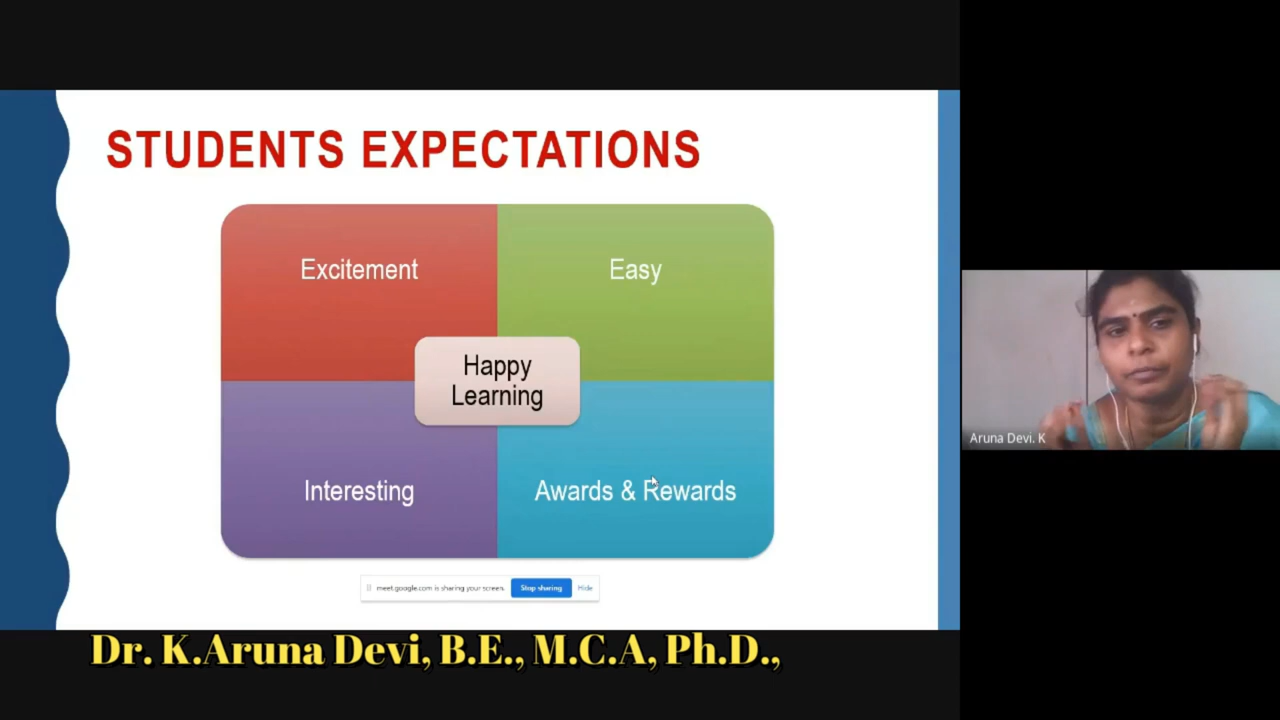 STUDENTS EXPECTATIONS
Excitement
Easy
Happy
Learning
Interesting
Awards & Rewards
meet.google.com is sharing your screen.
Stop sharing
Hide
Aruna Devi. K
Dr. K.Aruna Devi, B.E., M.C.A, Ph.D.,